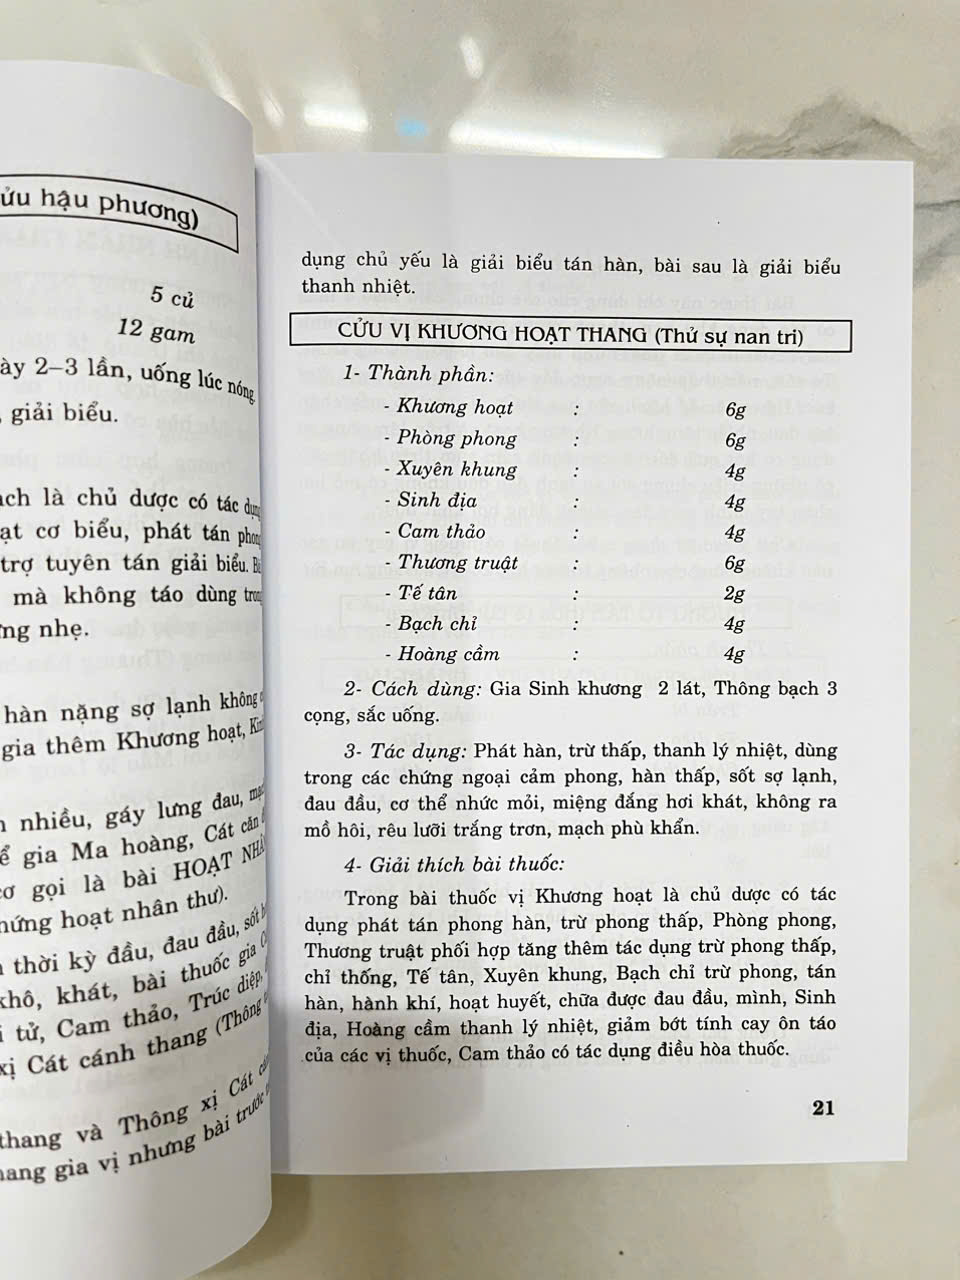 ửu hậu phương)
5 củ
12 gam
ày 2–3 lần, uống lúc nóng.
, giải biểu.
ạch là chủ dược có tác dụng
ạt cơ biểu, phát tán phong
trợ tuyên tán giải biểu. Bài
mà không táo dùng trong
ứng nhẹ.
hàn nặng sợ lạnh không
gia thêm Khương hoạt,
nhiều, gáy lưng đau,
ể gia Ma hoàng, Cát căn
cơ gọi là bài HOẠT NHÂ
hứng hoạt nhân thư).
thời kỳ đầu, đau đầu, sốt
khô, khát, bài thuốc gia
i tử, Cam thảo, Trúc diệp,
xị Cát cánh thang (Thông
thang và Thông xị Cát
hang gia vị nhưng bài trước
dụng chủ yếu là giải biểu tán hàn, bài sau là giải biểu
thanh nhiệt.
CỬU VỊ KHƯƠNG HOẠT THANG (Thử sự nan tri)
1- Thành phần:
- Khương hoạt : 6g
- Phòng phong : 6g
- Xuyên khung : 4g
- Sinh địa : 4g
- Cam thảo : 4g
- Thương truật : 6g
- Tế tân : 2g
- Bạch chỉ : 4g
- Hoàng cầm : 4g
2- Cách dùng: Gia Sinh khương 2 lát, Thông bạch 3
cọng, sắc uống.
3- Tác dụng: Phát hàn, trừ thấp, thanh lý nhiệt, dùng
trong các chứng ngoại cảm phong, hàn thấp, sốt sợ lạnh,
đau đầu, cơ thể nhức mỏi, miệng đắng hơi khát, không ra
mồ hôi, rêu lưỡi trắng trơn, mạch phù khẩn.
4- Giải thích bài thuốc:
Trong bài thuốc vị Khương hoạt là chủ dược có tác
dụng phát tán phong hàn, trừ phong thấp, Phòng phong,
Thương truật phối hợp tăng thêm tác dụng trừ phong thấp,
chỉ thống, Tế tân, Xuyên khung, Bạch chỉ trừ phong, tán
hàn, hành khí, hoạt huyết, chữa được đau đầu, mình, Sinh
địa, Hoàng cầm thanh lý nhiệt, giảm bớt tính cay ôn táo
của các vị thuốc, Cam thảo có tác dụng điều hòa thuốc.
21